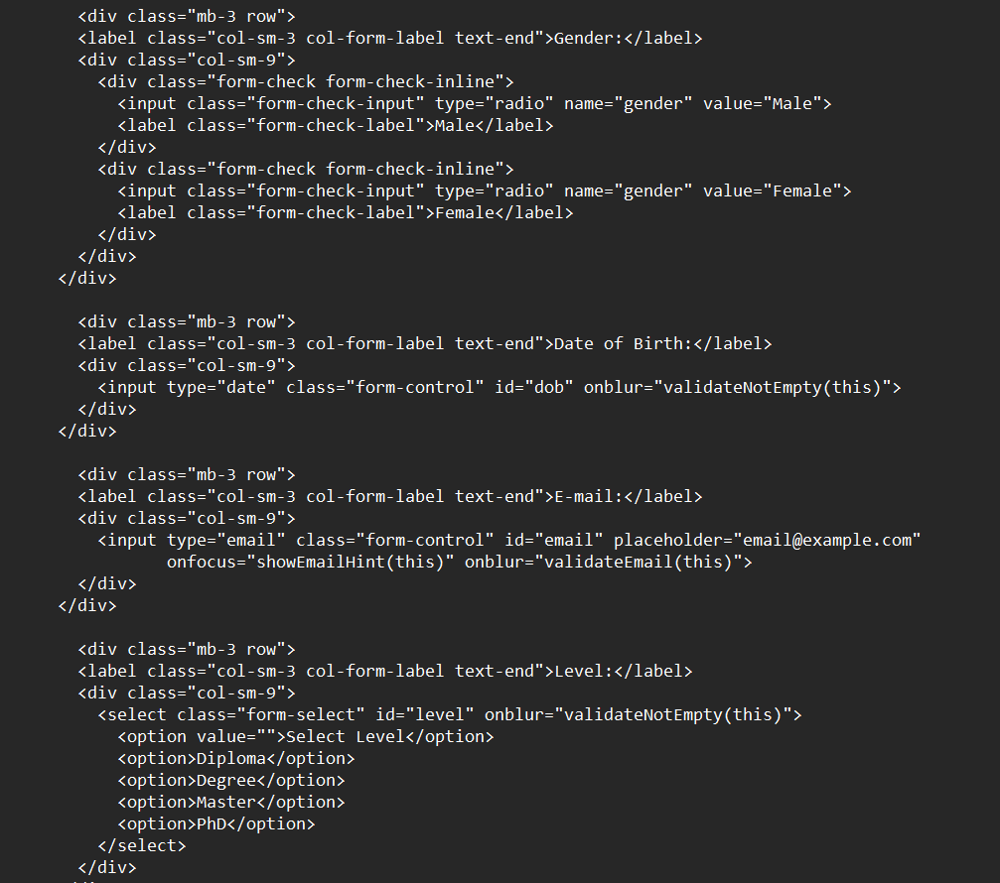 <div class="mb-3 row">
<label class="col-sm-3 col-form-label text-end">Gender:</label>
<div class="col-sm-9">
<div class="form-check form-check-inline">
<input class="form-check-input" type="radio" name="gender" value="Male">
<label class="form-check-label">Male</label>
</div>
<div class="form-check form-check-inline">
<input class="form-check-input" type="radio" name="gender" value="Female">
<label class="form-check-label">Female</label>
</div>
</div>
</div>
<div class="mb-3 row">
<label class="col-sm-3 col-form-label text-end">Date of Birth:</label>
<div class="col-sm-9">
<input type="date" class="form-control" id="dob" onblur="validateNotEmpty(this)">
</div>
</div>
<div class="mb-3 row">
<label class="col-sm-3 col-form-label text-end">E-mail:</label>
<div class="col-sm-9">
<input type="email" class="form-control" id="email" placeholder="email@example.com"
onfocus="showEmailHint(this)" onblur="validateEmail(this)">
</div>
</div>
<div class="mb-3 row">
<label class="col-sm-3 col-form-label text-end">Level:</label>
<div class="col-sm-9">
<select class="form-select" id="level" onblur="validateNotEmpty(this)">
<option value="">Select Level</option>
<option>Diploma</option>
<option>Degree</option>
<option>Master</option>
<option>PhD</option>
</select>
</div>